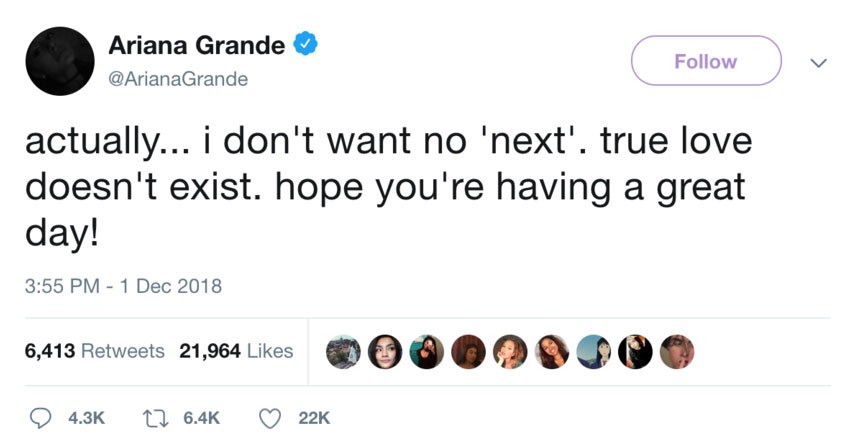 Ariana Grande
@ArianaGrande
Follow
actually... i don't want no 'next'. true love
doesn't exist. hope you're having a great
day!
3:55 PM - 1 Dec 2018
6,413 Retweets 21,964 Likes
4.3K 6.4K 22K